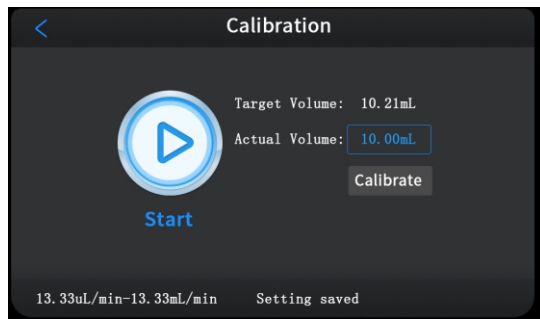 Calibration
Target Volume: 10.21mL
Actual Volume: 10.00mL
Calibrate
Start
13.33uL/min-13.33mL/min Setting saved